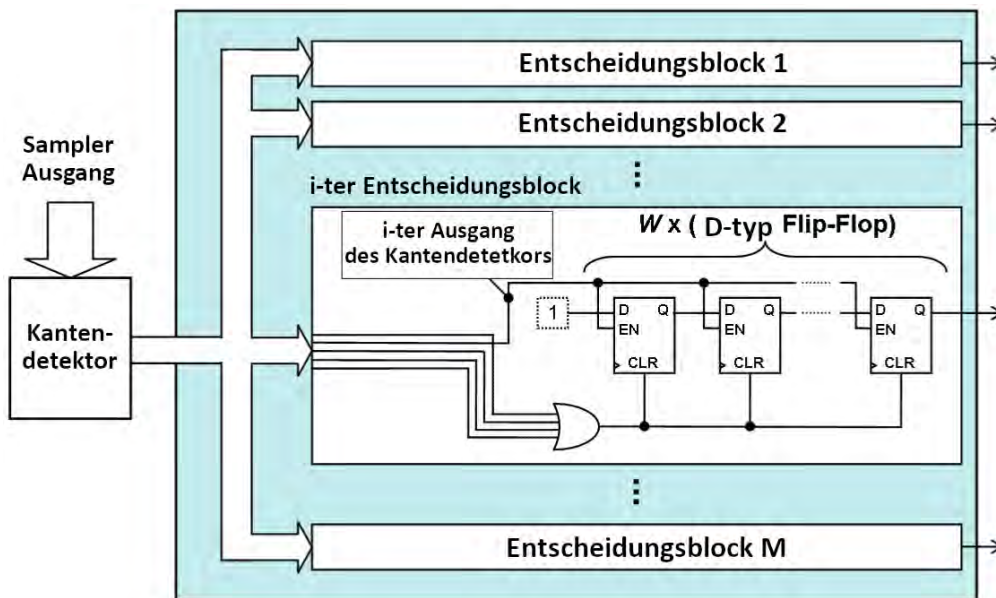 Entscheidungsblock 1
Entscheidungsblock 2
Sampler
Ausgang
i-ter Entscheidungsblock
i-ter Ausgang
des Kantendetetkors
W x ( D-typ Flip-Flop)
1
D Q
EN
CLR
D Q
EN
CLR
D Q
EN
CLR
Kanten-
detektor
Entscheidungsblock M